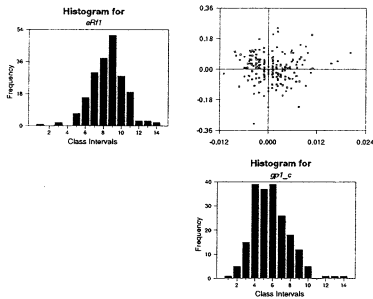 Histogram for
eRf1
54
36
18
0
Frequency
2 4 6 8 10 12 14
Class Intervals
0.36
0.18
0.00
-0.18
-0.36
-0.012 0.000 0.012 0.024
Histogram for
gp1_c
40
30
20
10
0
Frequency
2 4 6 8 10 12 14
Class Intervals